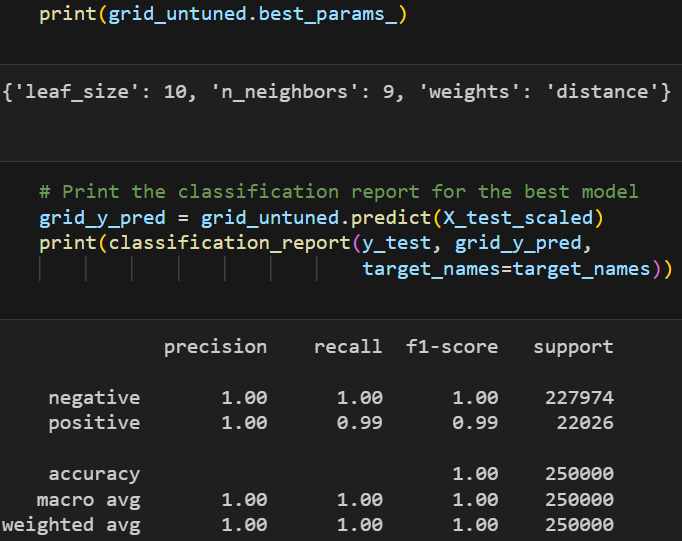 print(grid_untuned.best_params_)
{'leaf_size': 10, 'n_neighbors': 9, 'weights': 'distance'}
# Print the classification report for the best model
grid_y_pred = grid_untuned.predict(X_test_scaled)
print(classification_report(y_test, grid_y_pred,
target_names=target_names))
precision recall f1-score support
negative 1.00 1.00 1.00 227974
positive 1.00 0.99 0.99 22026
accuracy 1.00 250000
macro avg 1.00 1.00 1.00 250000
weighted avg 1.00 1.00 1.00 250000